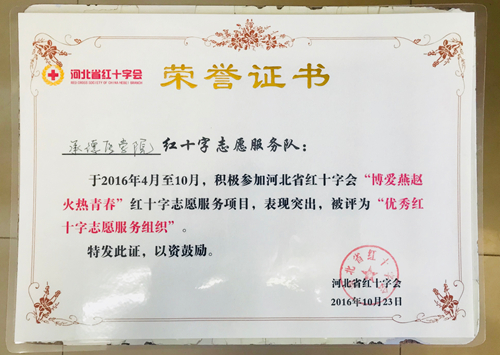 河北省红十字会
荣誉证书
承德医学院红十字志愿服务队：
于2016年4月至10月，积极参加河北省红十字会“博爱燕赵
火热青春”红十字志愿服务项目，表现突出，被评为“优秀红
十字志愿服务组织”。
特发此证，以资鼓励。
河北省红十字会
2016年10月23日